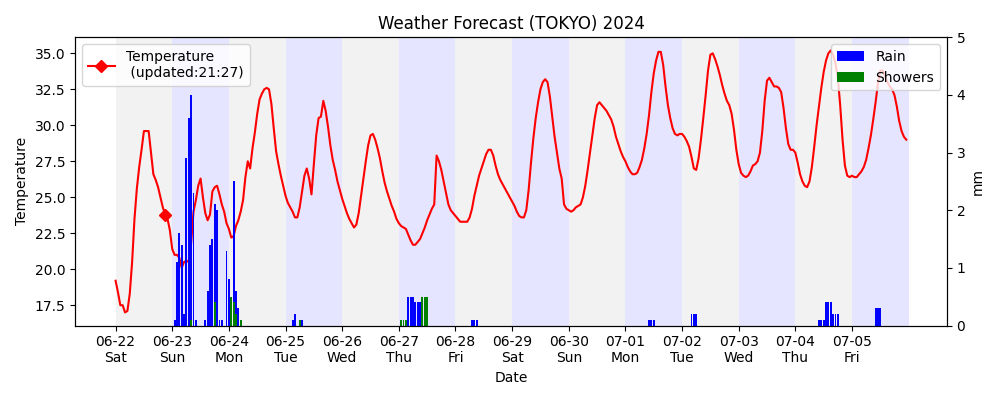 Weather Forecast (TOKYO) 2024
Temperature
(updated:21:27)
Rain
Showers
Temperature
35.0
32.5
30.0
27.5
25.0
22.5
20.0
17.5
5
4
3
2
1
0
mm
06-22 06-23 06-24 06-25 06-26 06-27 06-28 06-29 06-30 07-01 07-02 07-03 07-04 07-05
Sat Sun Mon Tue Wed Thu Fri Sat Sun Mon Tue Wed Thu Fri
Date